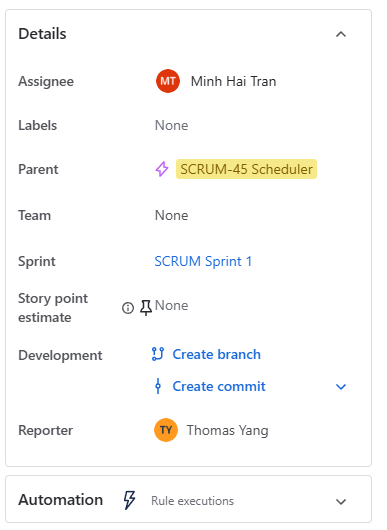 Details
Assignee MT Minh Hai Tran
Labels None
Parent SCRUM-45 Scheduler
Team None
Sprint SCRUM Sprint 1
Story point
estimate None
Development Create branch
Create commit
Reporter TY Thomas Yang
Automation Rule executions